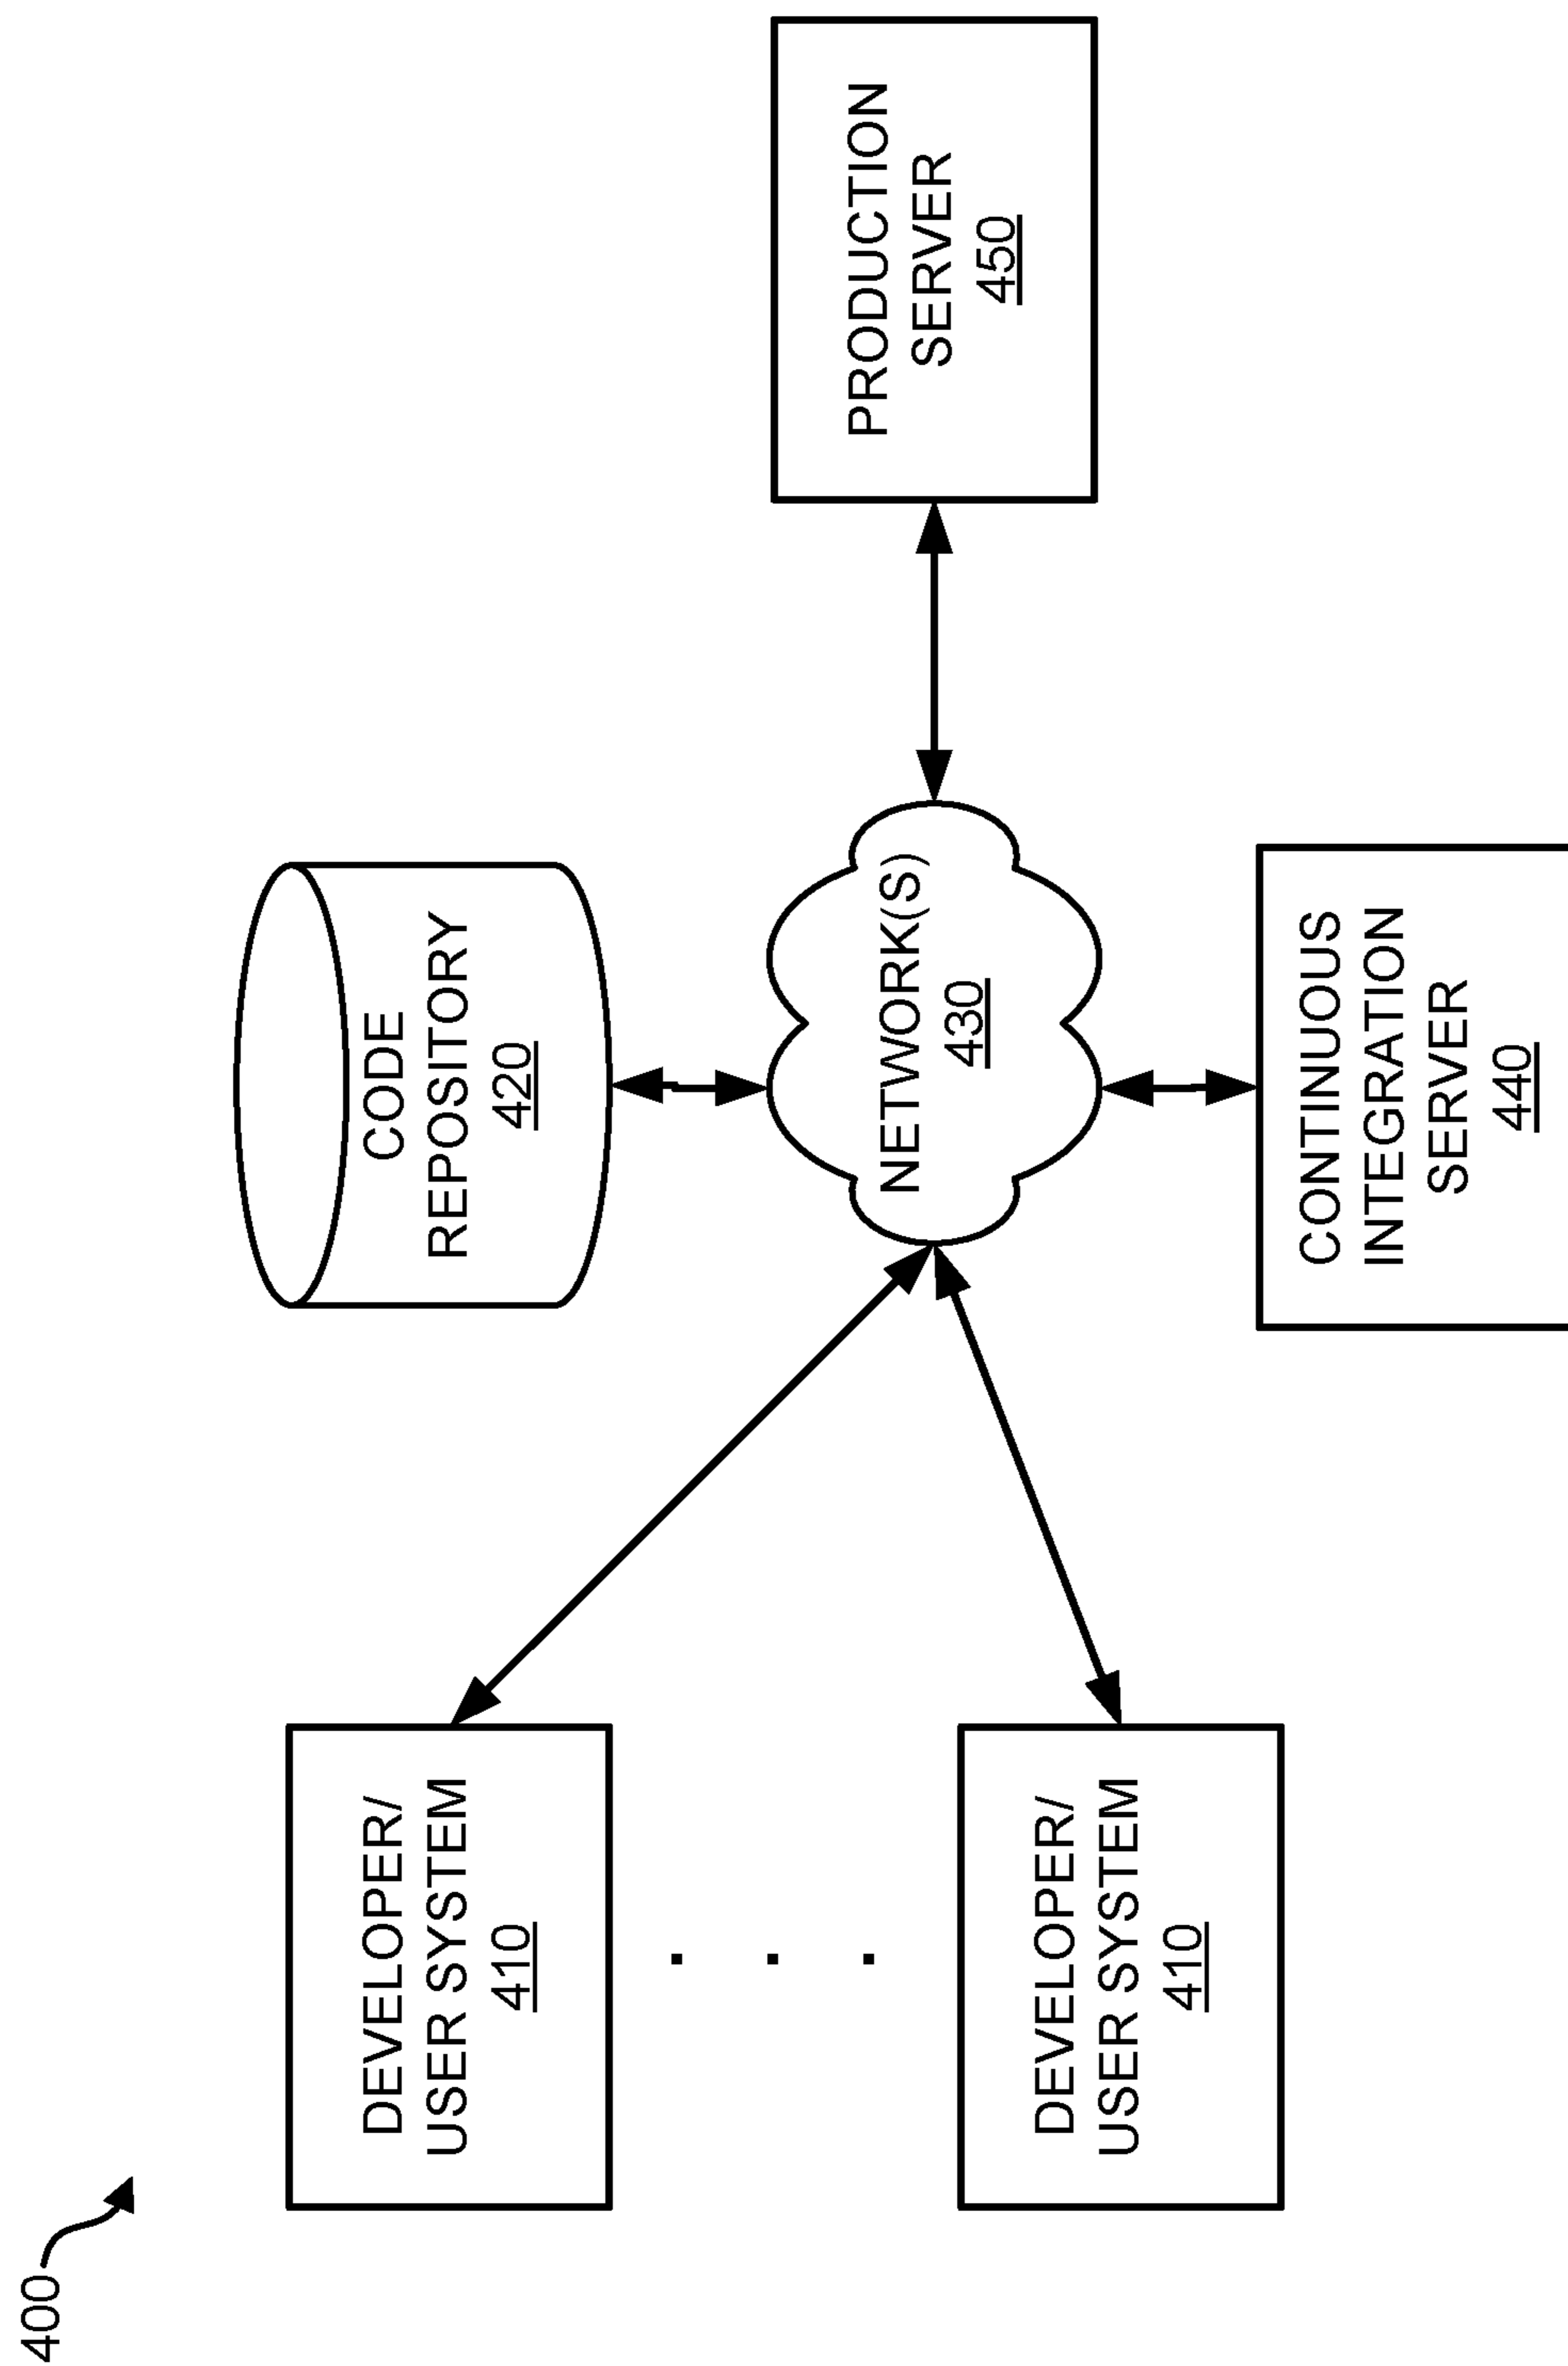 400
DEVELOPER/
USER SYSTEM
410
. . .
DEVELOPER/
USER SYSTEM
410
CODE
REPOSITORY
420
NETWORK(S)
430
CONTINUOUS
INTEGRATION
SERVER
440
PRODUCTION
SERVER
450